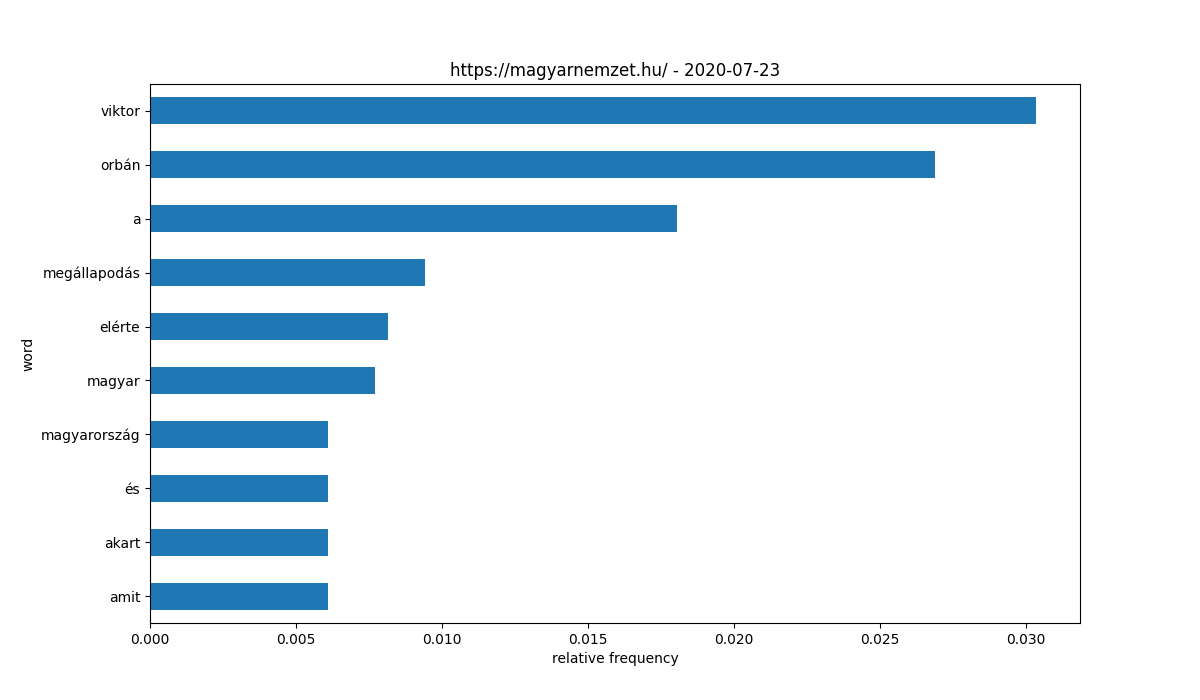 https://magyarnemzet.hu/ - 2020-07-23
viktor
orbán
a
megállapodás
elérte
magyar
magyarország
és
akart
amit
word
0.000 0.005 0.010 0.015 0.020 0.025 0.030
relative frequency